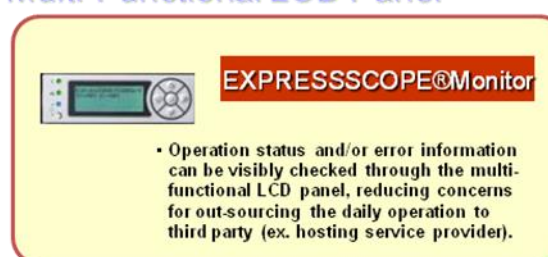 Multi-Functional LCD Panel
EXPRESSSCOPE®Monitor
▪ Operation status and/or error information
can be visibly checked through the multi-
functional LCD panel, reducing concerns
for out-sourcing the daily operation to
third party (ex. hosting service provider).